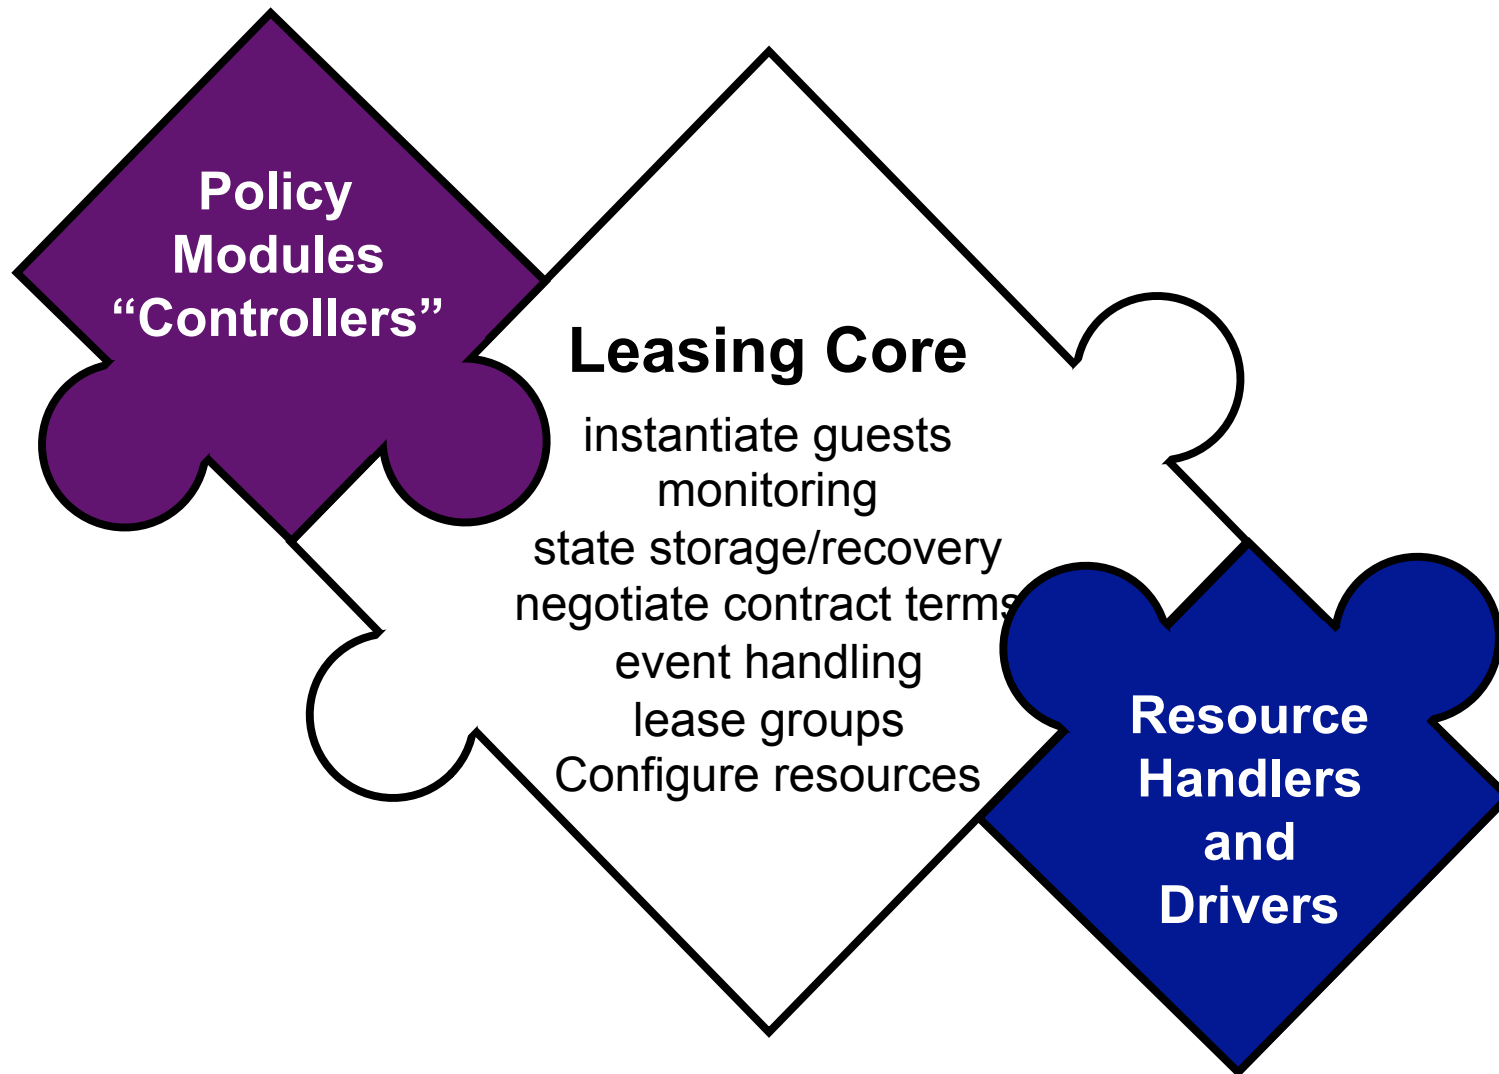 Policy
Modules
“Controllers”
Leasing Core
instantiate guests
monitoring
state storage/recovery
negotiate contract terms
event handling
lease groups
Configure resources
Resource
Handlers
and
Drivers